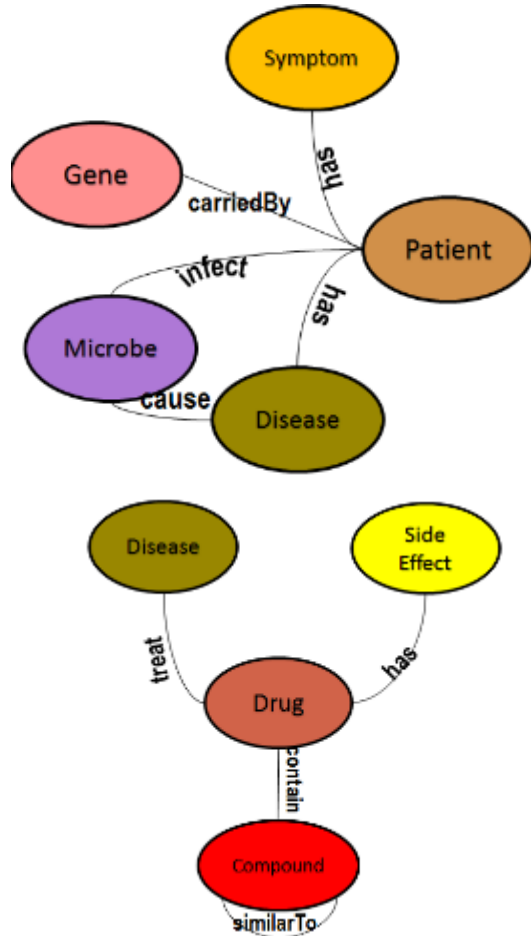 Symptom
has
Gene
carriedBy
Patient
infect
has
Microbe
cause
Disease
Disease
Side
Effect
treat
has
Drug
contain
Compound
similarTo